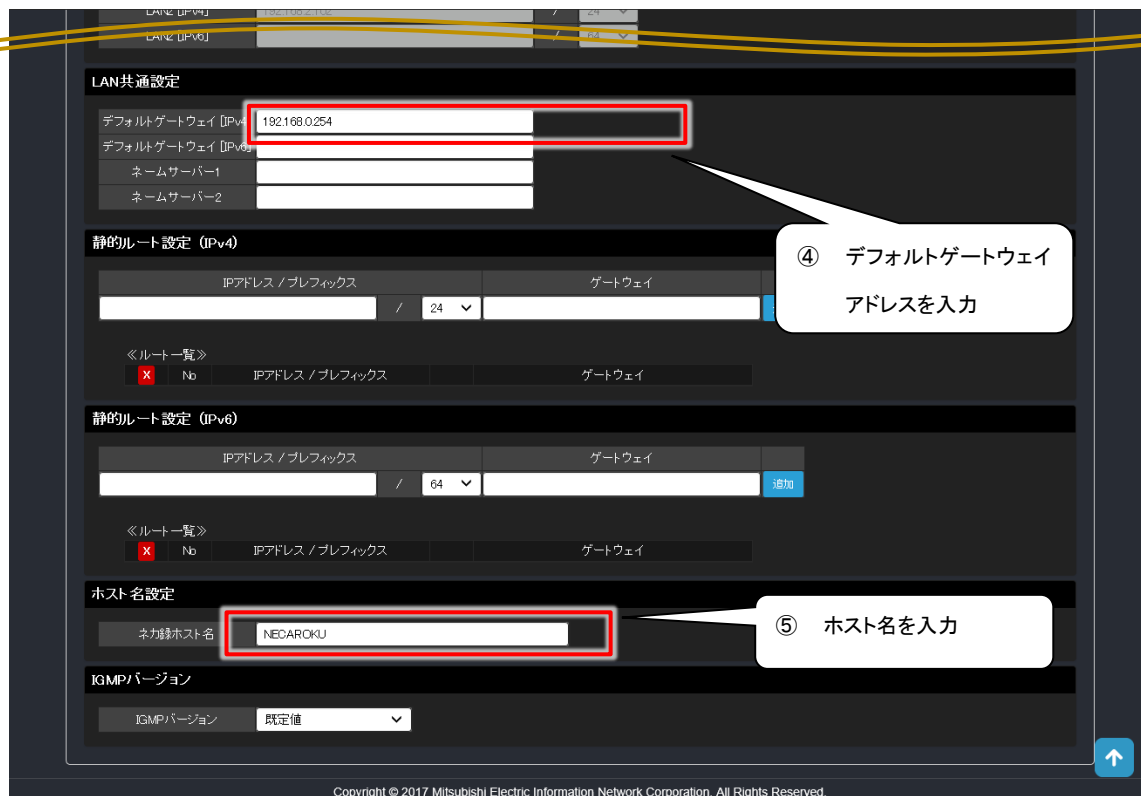 LAN2 [IPv4] 192.168.2.102 / 24
LAN2 [IPv6] / 64
LAN共通設定
デフォルトゲートウェイ [IPv4 192.168.0.254
デフォルトゲートウェイ [IPv6]
ネームサーバー1
ネームサーバー2
静的ルート設定（IPv4）
④ デフォルトゲートウェイ
アドレスを入力
IPアドレス / プレフィックス ゲートウェイ
/ 24
≪ルート一覧≫
X No IPアドレス / プレフィックス ゲートウェイ
静的ルート設定（IPv6）
IPアドレス / プレフィックス ゲートウェイ
/ 64 追加
≪ルート一覧≫
X No IPアドレス / プレフィックス ゲートウェイ
ホスト名設定
ネカ録ホスト名 NECAROKU
⑤ ホスト名を入力
IGMPバージョン
IGMPバージョン 既定値
Copyright © 2017 Mitsubishi Electric Information Network Corporation. All Rights Reserved.